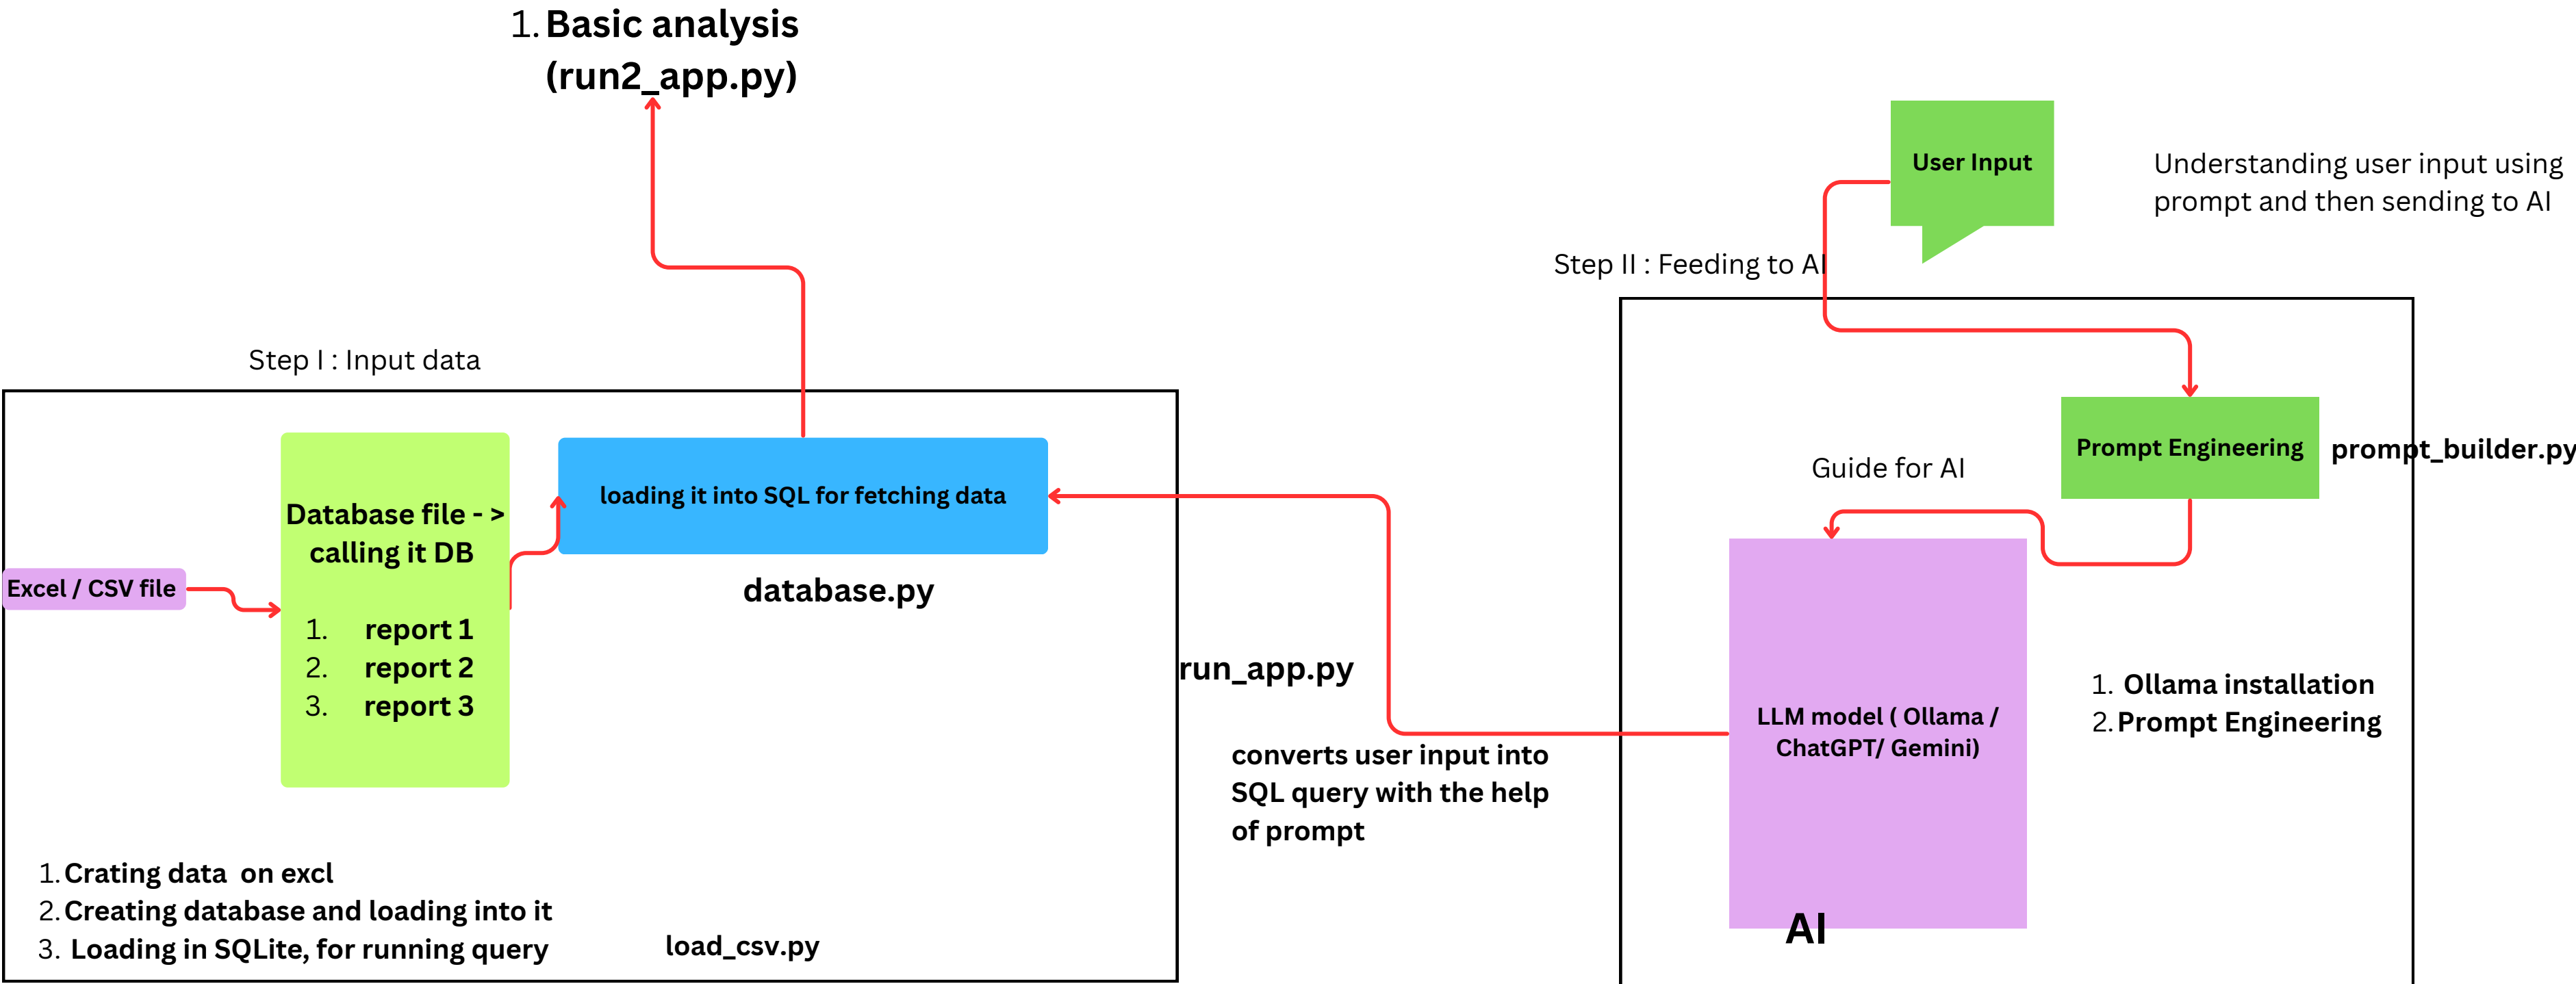 1. Basic analysis
(run2_app.py)
User Input
Understanding user input using
prompt and then sending to AI
Step II : Feeding to AI
Step I : Input data
Prompt Engineering
prompt_builder.py
Guide for AI
loading it into SQL for fetching data
Database file - >
calling it DB
Excel / CSV file
database.py
1. report 1
2. report 2
3. report 3
run_app.py
1. Ollama installation
2. Prompt Engineering
LLM model ( Ollama /
ChatGPT/ Gemini)
converts user input into
SQL query with the help
of prompt
1. Crating data  on excl
2. Creating database and loading into it
3. Loading in SQLite, for running query
load_csv.py
AI